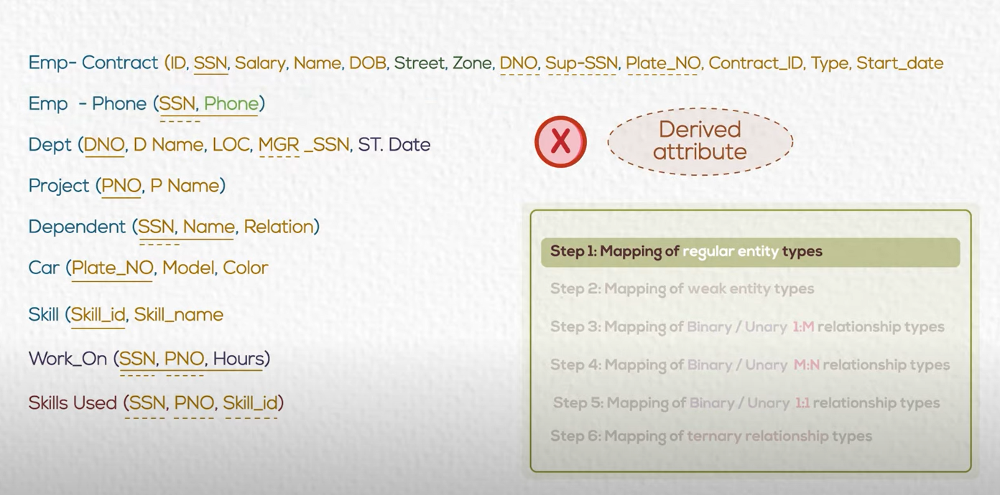 Emp- Contract (ID, SSN, Salary, Name, DOB, Street, Zone, DNO, Sup-SSN, Plate_NO, Contract_ID, Type, Start_date
Emp - Phone (SSN, Phone)
Dept (DNO, D Name, LOC, MGR _SSN, ST. Date
Project (PNO, P Name)
Dependent (SSN, Name, Relation)
Car (Plate_NO, Model, Color
Skill (Skill_id, Skill_name
Work_On (SSN, PNO, Hours)
Skills Used (SSN, PNO, Skill_id)
X
Derived
attribute
Step 1: Mapping of regular entity types
Step 2: Mapping of weak entity types
Step 3: Mapping of Binary / Unary 1:M relationship types
Step 4: Mapping of Binary / Unary M:N relationship types
Step 5: Mapping of Binary / Unary 1:1 relationship types
Step 6: Mapping of ternary relationship types